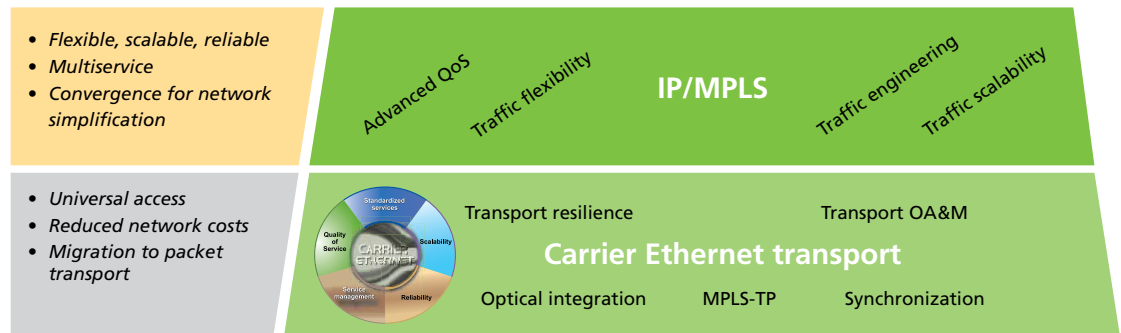 • Flexible, scalable, reliable
• Multiservice
• Convergence for network
simplification
Advanced QoS
Traffic flexibility
IP/MPLS
Traffic engineering
Traffic scalability
• Universal access
• Reduced network costs
• Migration to packet
transport
Standardized
services
Quality
of
Service
Scalability
CARRIER
ETHERNET
Service
management
Reliability
Transport resilience
Transport OA&M
Carrier Ethernet transport
Optical integration
MPLS-TP
Synchronization